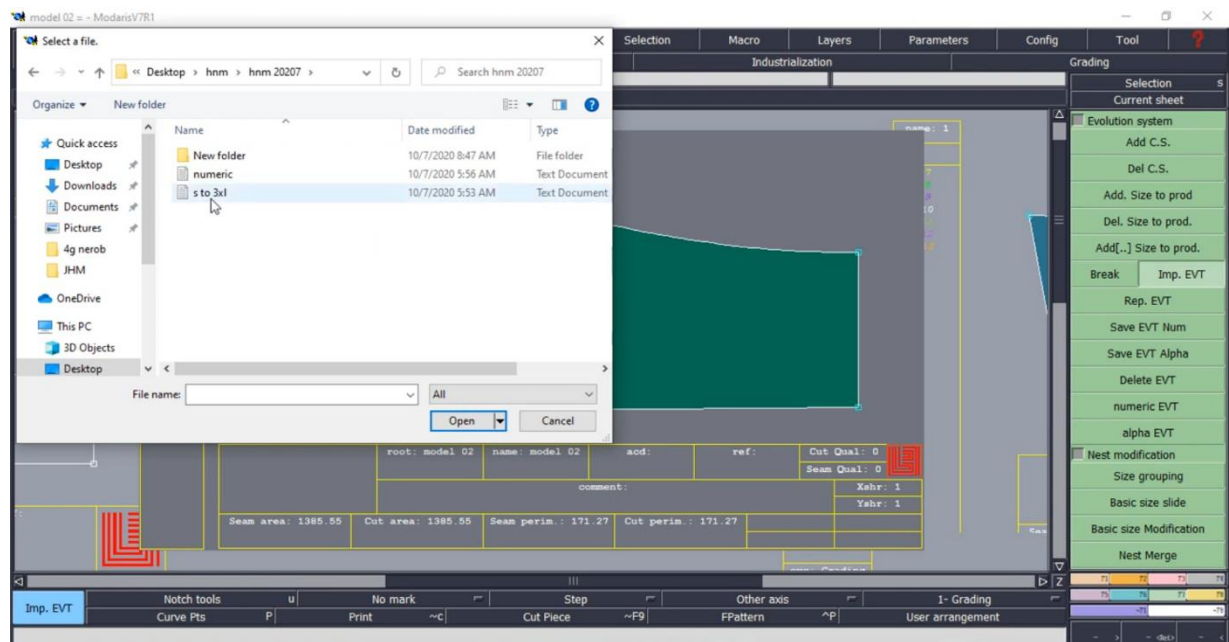 model 02 = - ModarisV7R1
Select a file.
Selection Macro Layers Parameters Config Tool ?
« Desktop > hnm > hnm 20207 >
Search hnm 20207
Industrialization Grading
Organize New folder
Selection s
Current sheet
Quick access
Desktop
Downloads
Documents
Pictures
4g nerob
JHM
OneDrive
This PC
3D Objects
Desktop
Name Date modified Type
New folder 10/7/2020 8:47 AM File folder
numeric 10/7/2020 5:56 AM Text Document
s to 3xl 10/7/2020 5:53 AM Text Document
File name: All
Open Cancel
name: 1
Evolution system
Add C.S.
Del C.S.
Add. Size to prod
Del. Size to prod.
Add[..] Size to prod.
Break Imp. EVT
Rep. EVT
Save EVT Num
Save EVT Alpha
Delete EVT
numeric EVT
alpha EVT
Nest modification
Size grouping
Basic size slide
Basic size Modification
Nest Merge
root: model 02 name: model 02 acd: ref: Cut Qual: 0
Seam Qual: 0
comment: Xshr: 1
Yshr: 1
Seam area: 1385.55 Cut area: 1385.55 Seam perim.: 171.27 Cut perim.: 171.27
Imp. EVT
Notch tools u No mark Step Other axis 1- Grading
Curve Pts P Print ~c Cut Piece ~F9 FPattern ^P User arrangement
Z